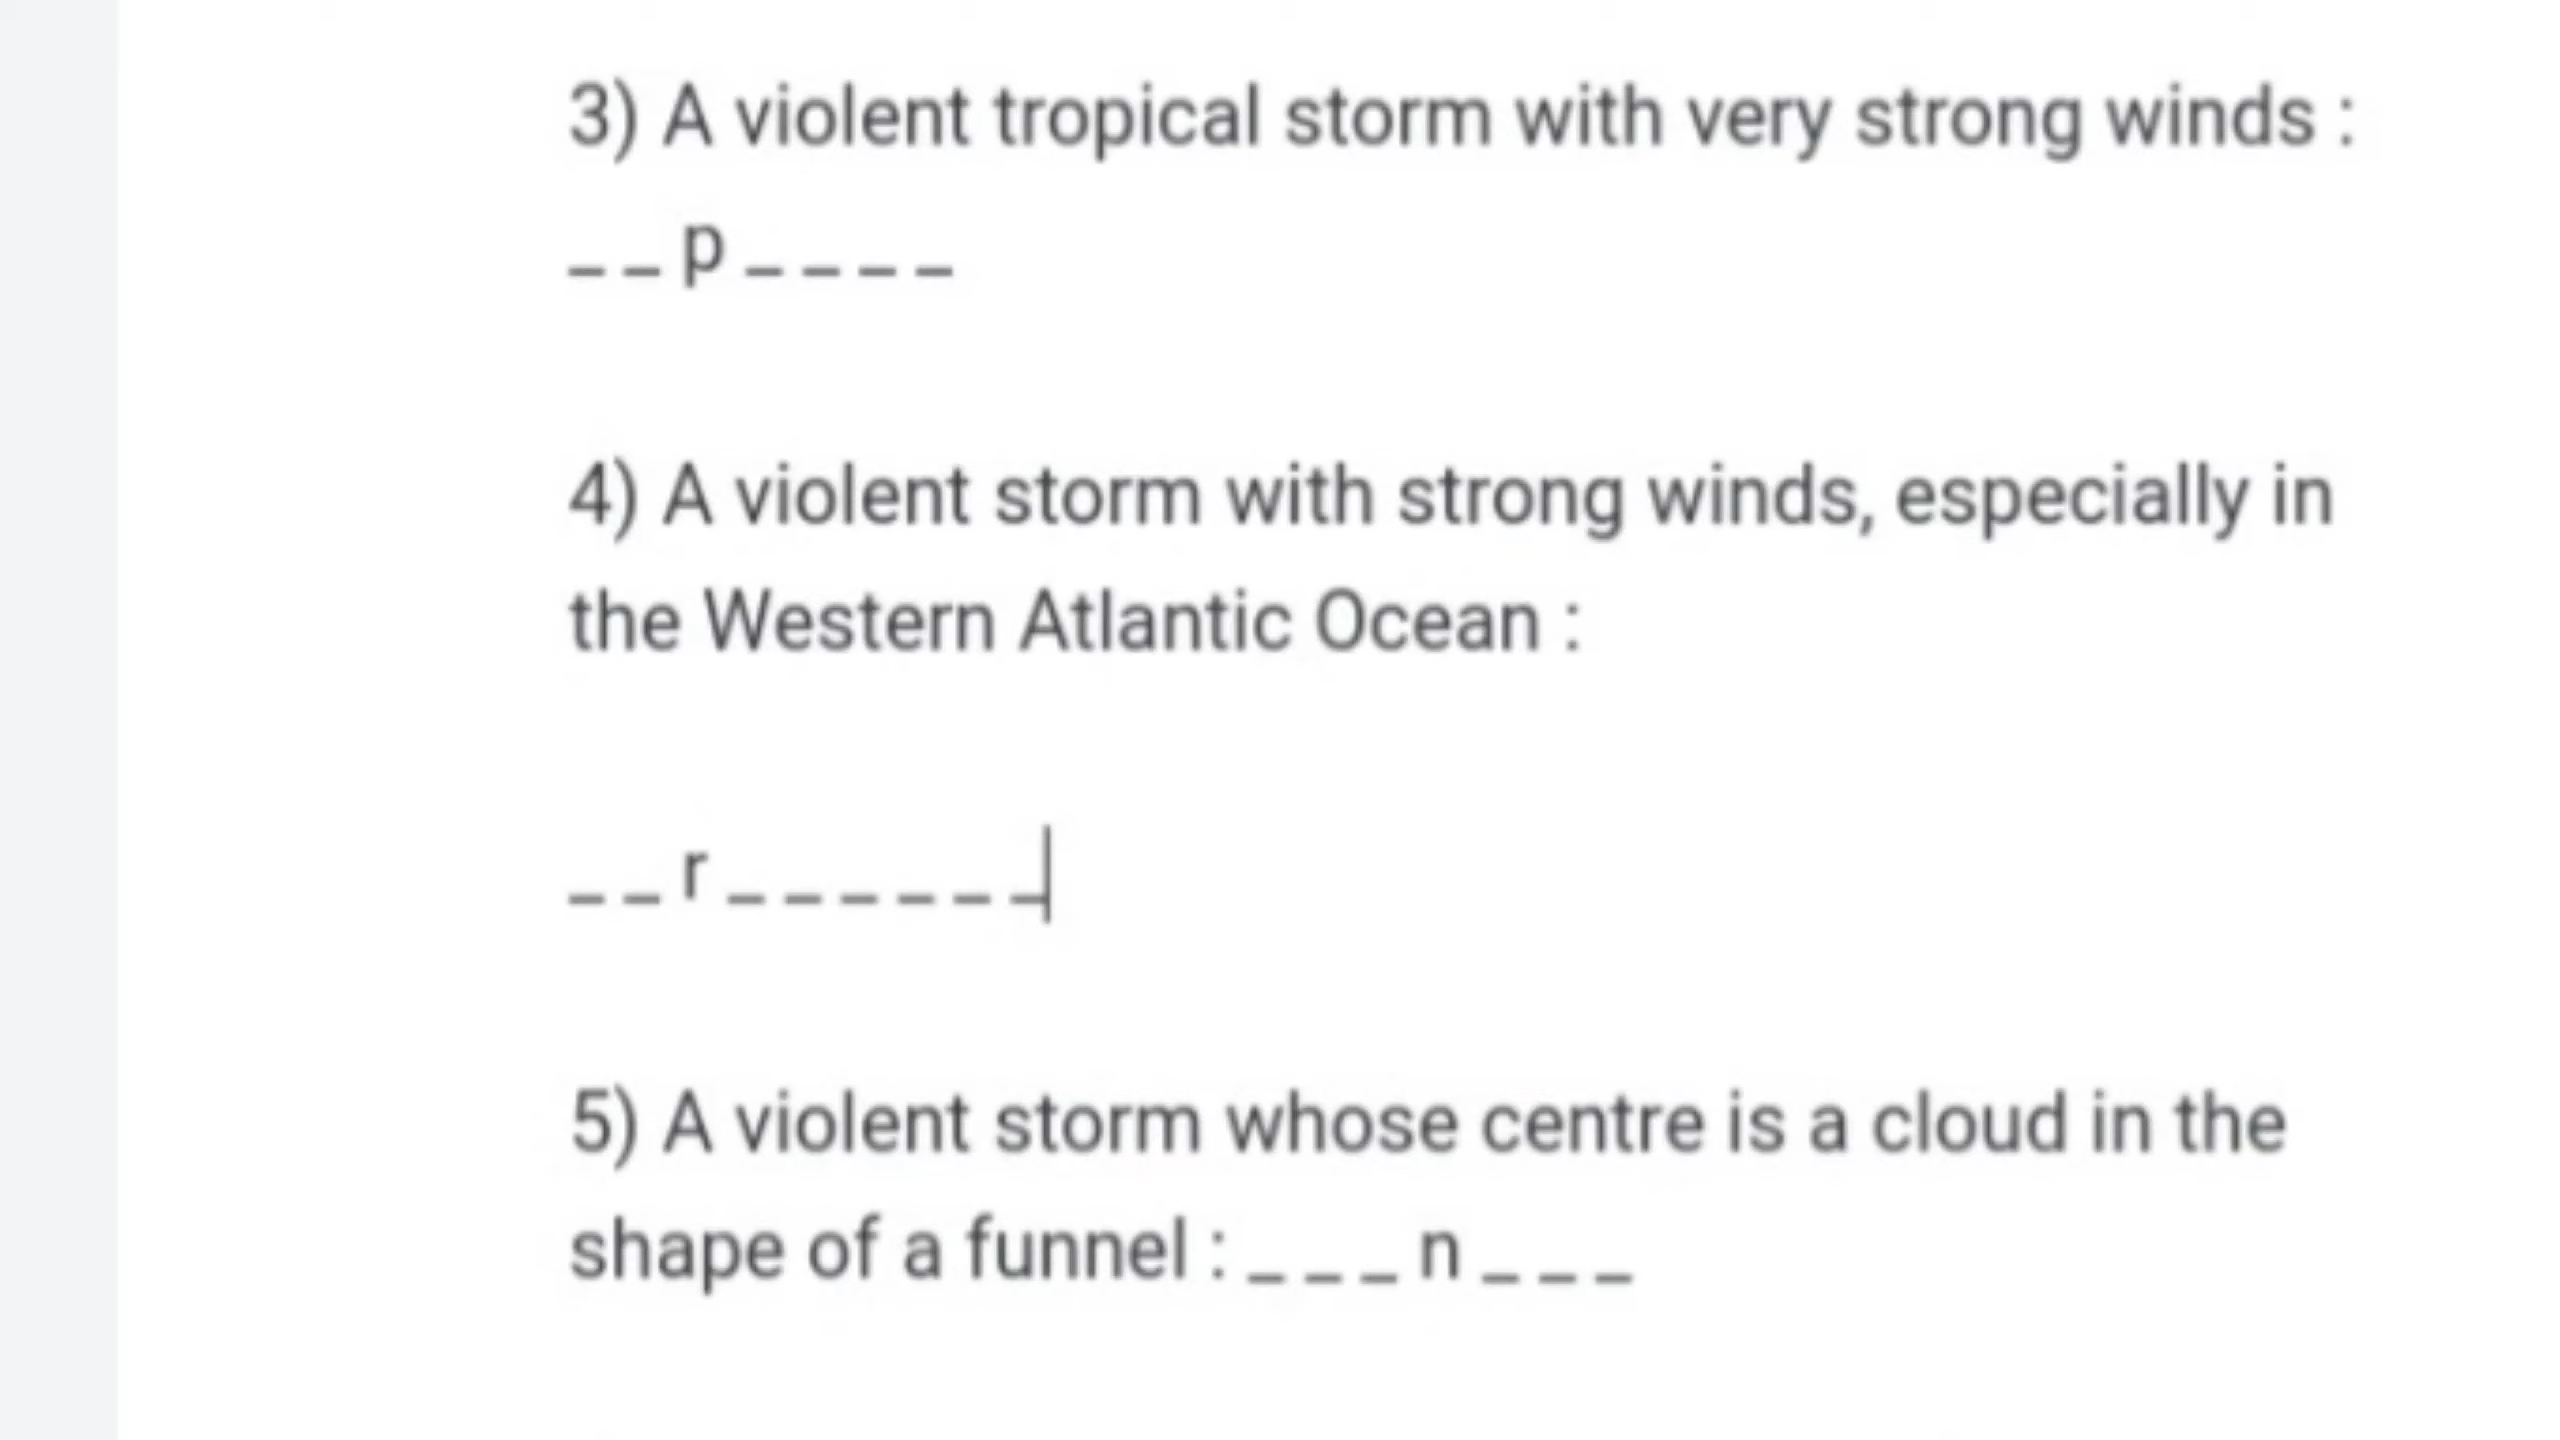 3) A violent tropical storm with very strong winds :
_ _ p _ _ _ _
4) A violent storm with strong winds, especially in
the Western Atlantic Ocean :
_ _ r _ _ _ _ _ _
5) A violent storm whose centre is a cloud in the
shape of a funnel : _ _ _ n _ _ _